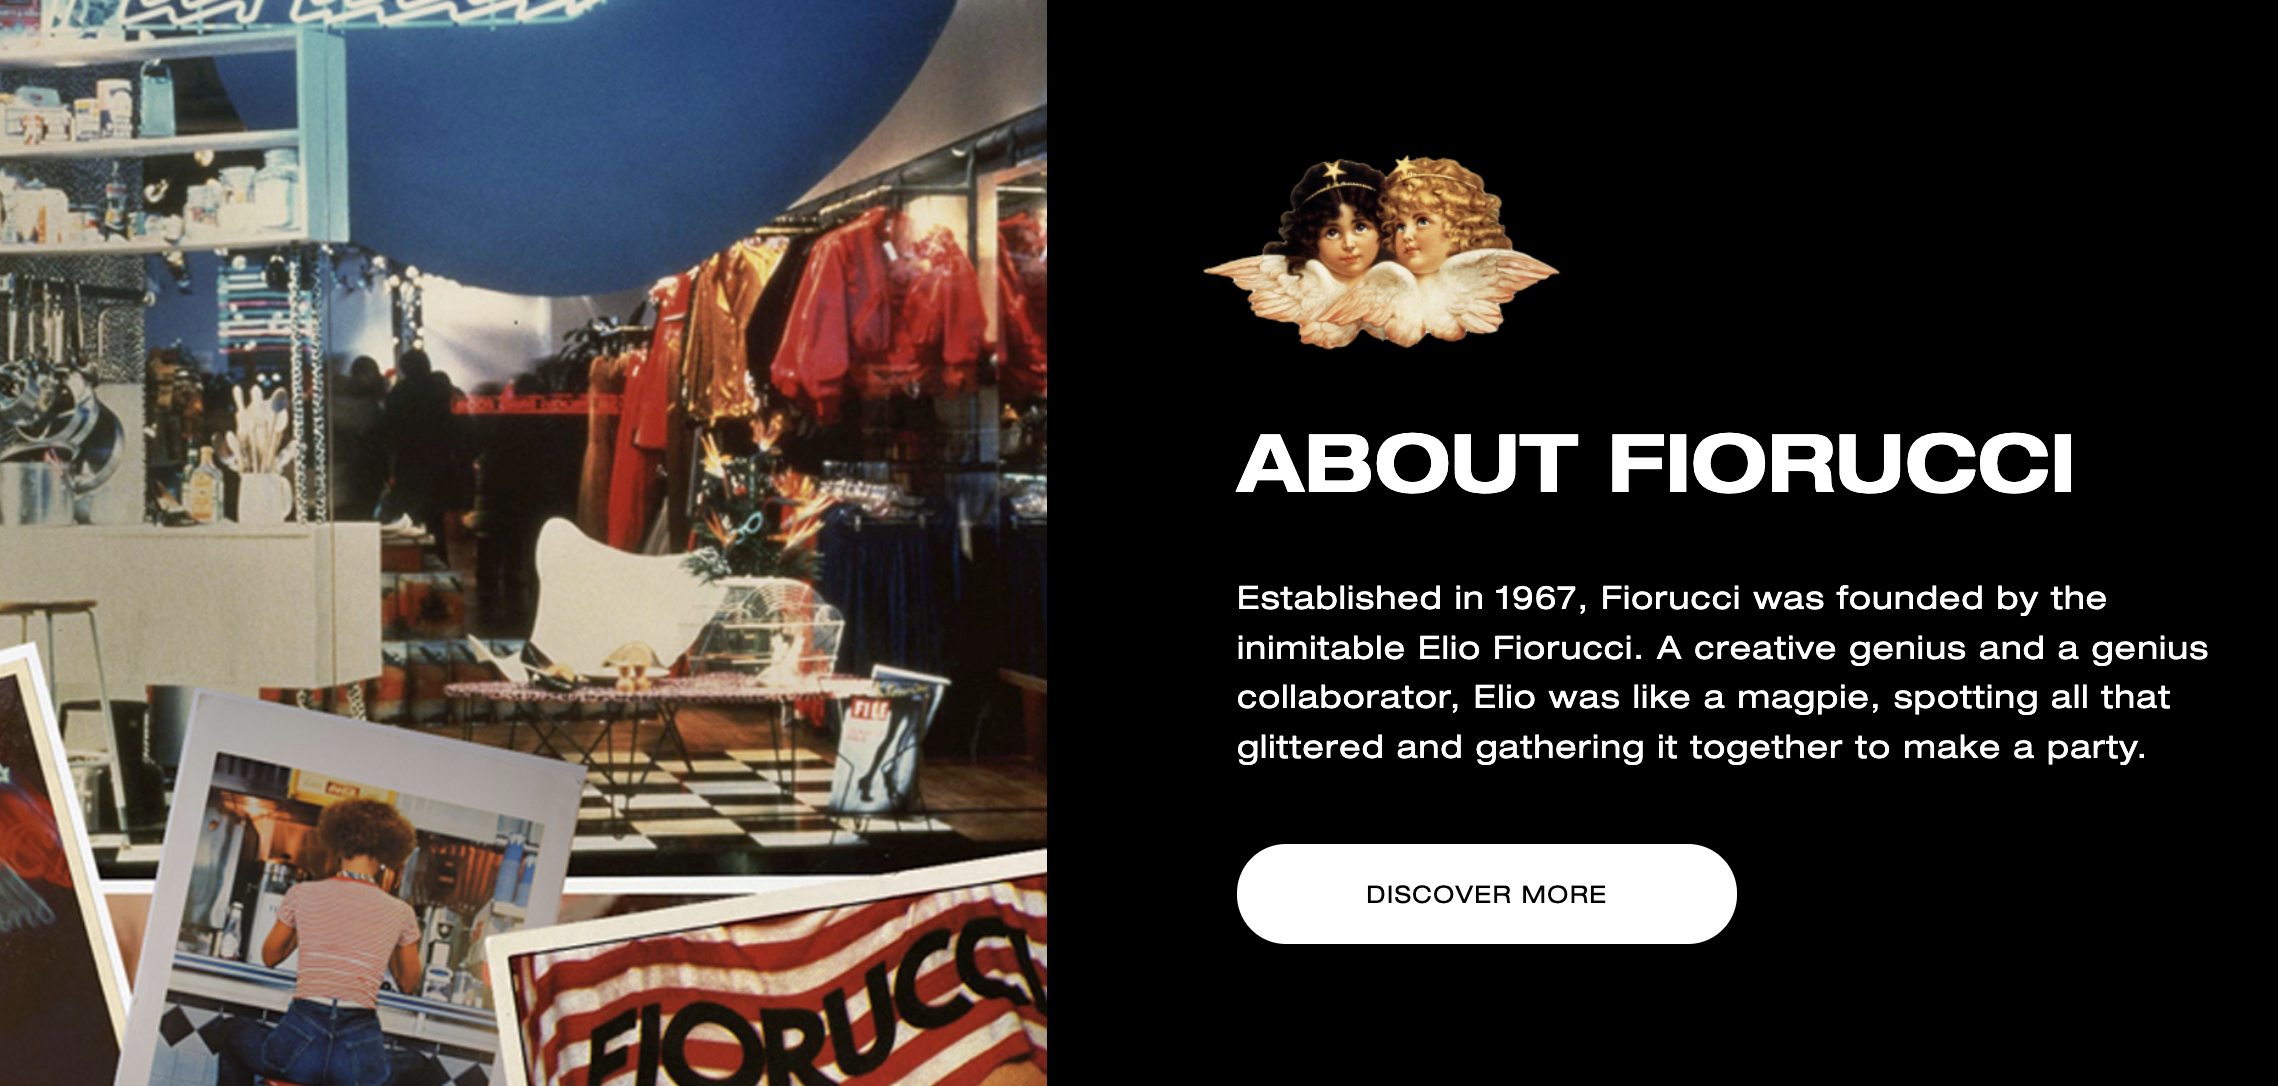 FILE
FIORUCCI
ABOUT FIORUCCI
Established in 1967, Fiorucci was founded by the
inimitable Elio Fiorucci. A creative genius and a genius
collaborator, Elio was like a magpie, spotting all that
glittered and gathering it together to make a party.
DISCOVER MORE